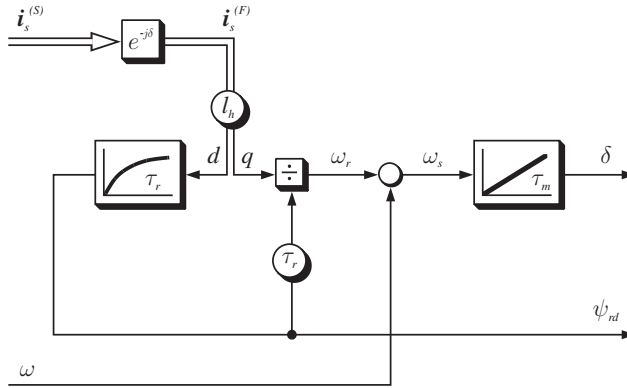 i_s^(S)
i_s^(F)
e^-jδ
l_h
d q
ω_r
ω_s
δ
τ_r
÷
τ_m
τ_r
ψ_rd
ω